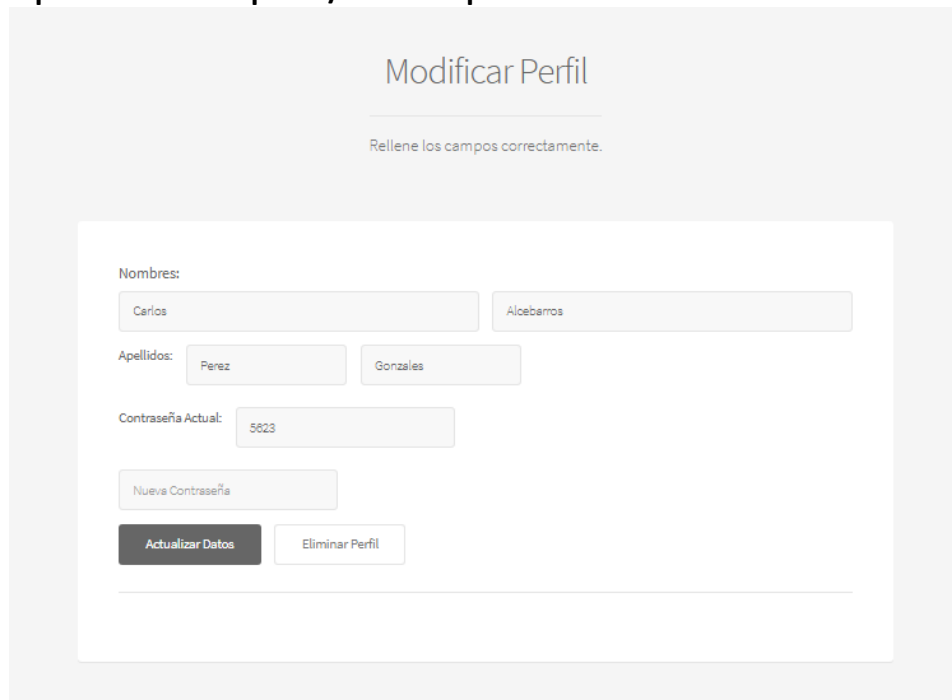 Modificar Perfil
Rellene los campos correctamente.
Nombres:
Carlos Alcebarros
Apellidos: Perez Gonzales
Contraseña Actual: 5623
Nueva Contraseña
Actualizar Datos Eliminar Perfil